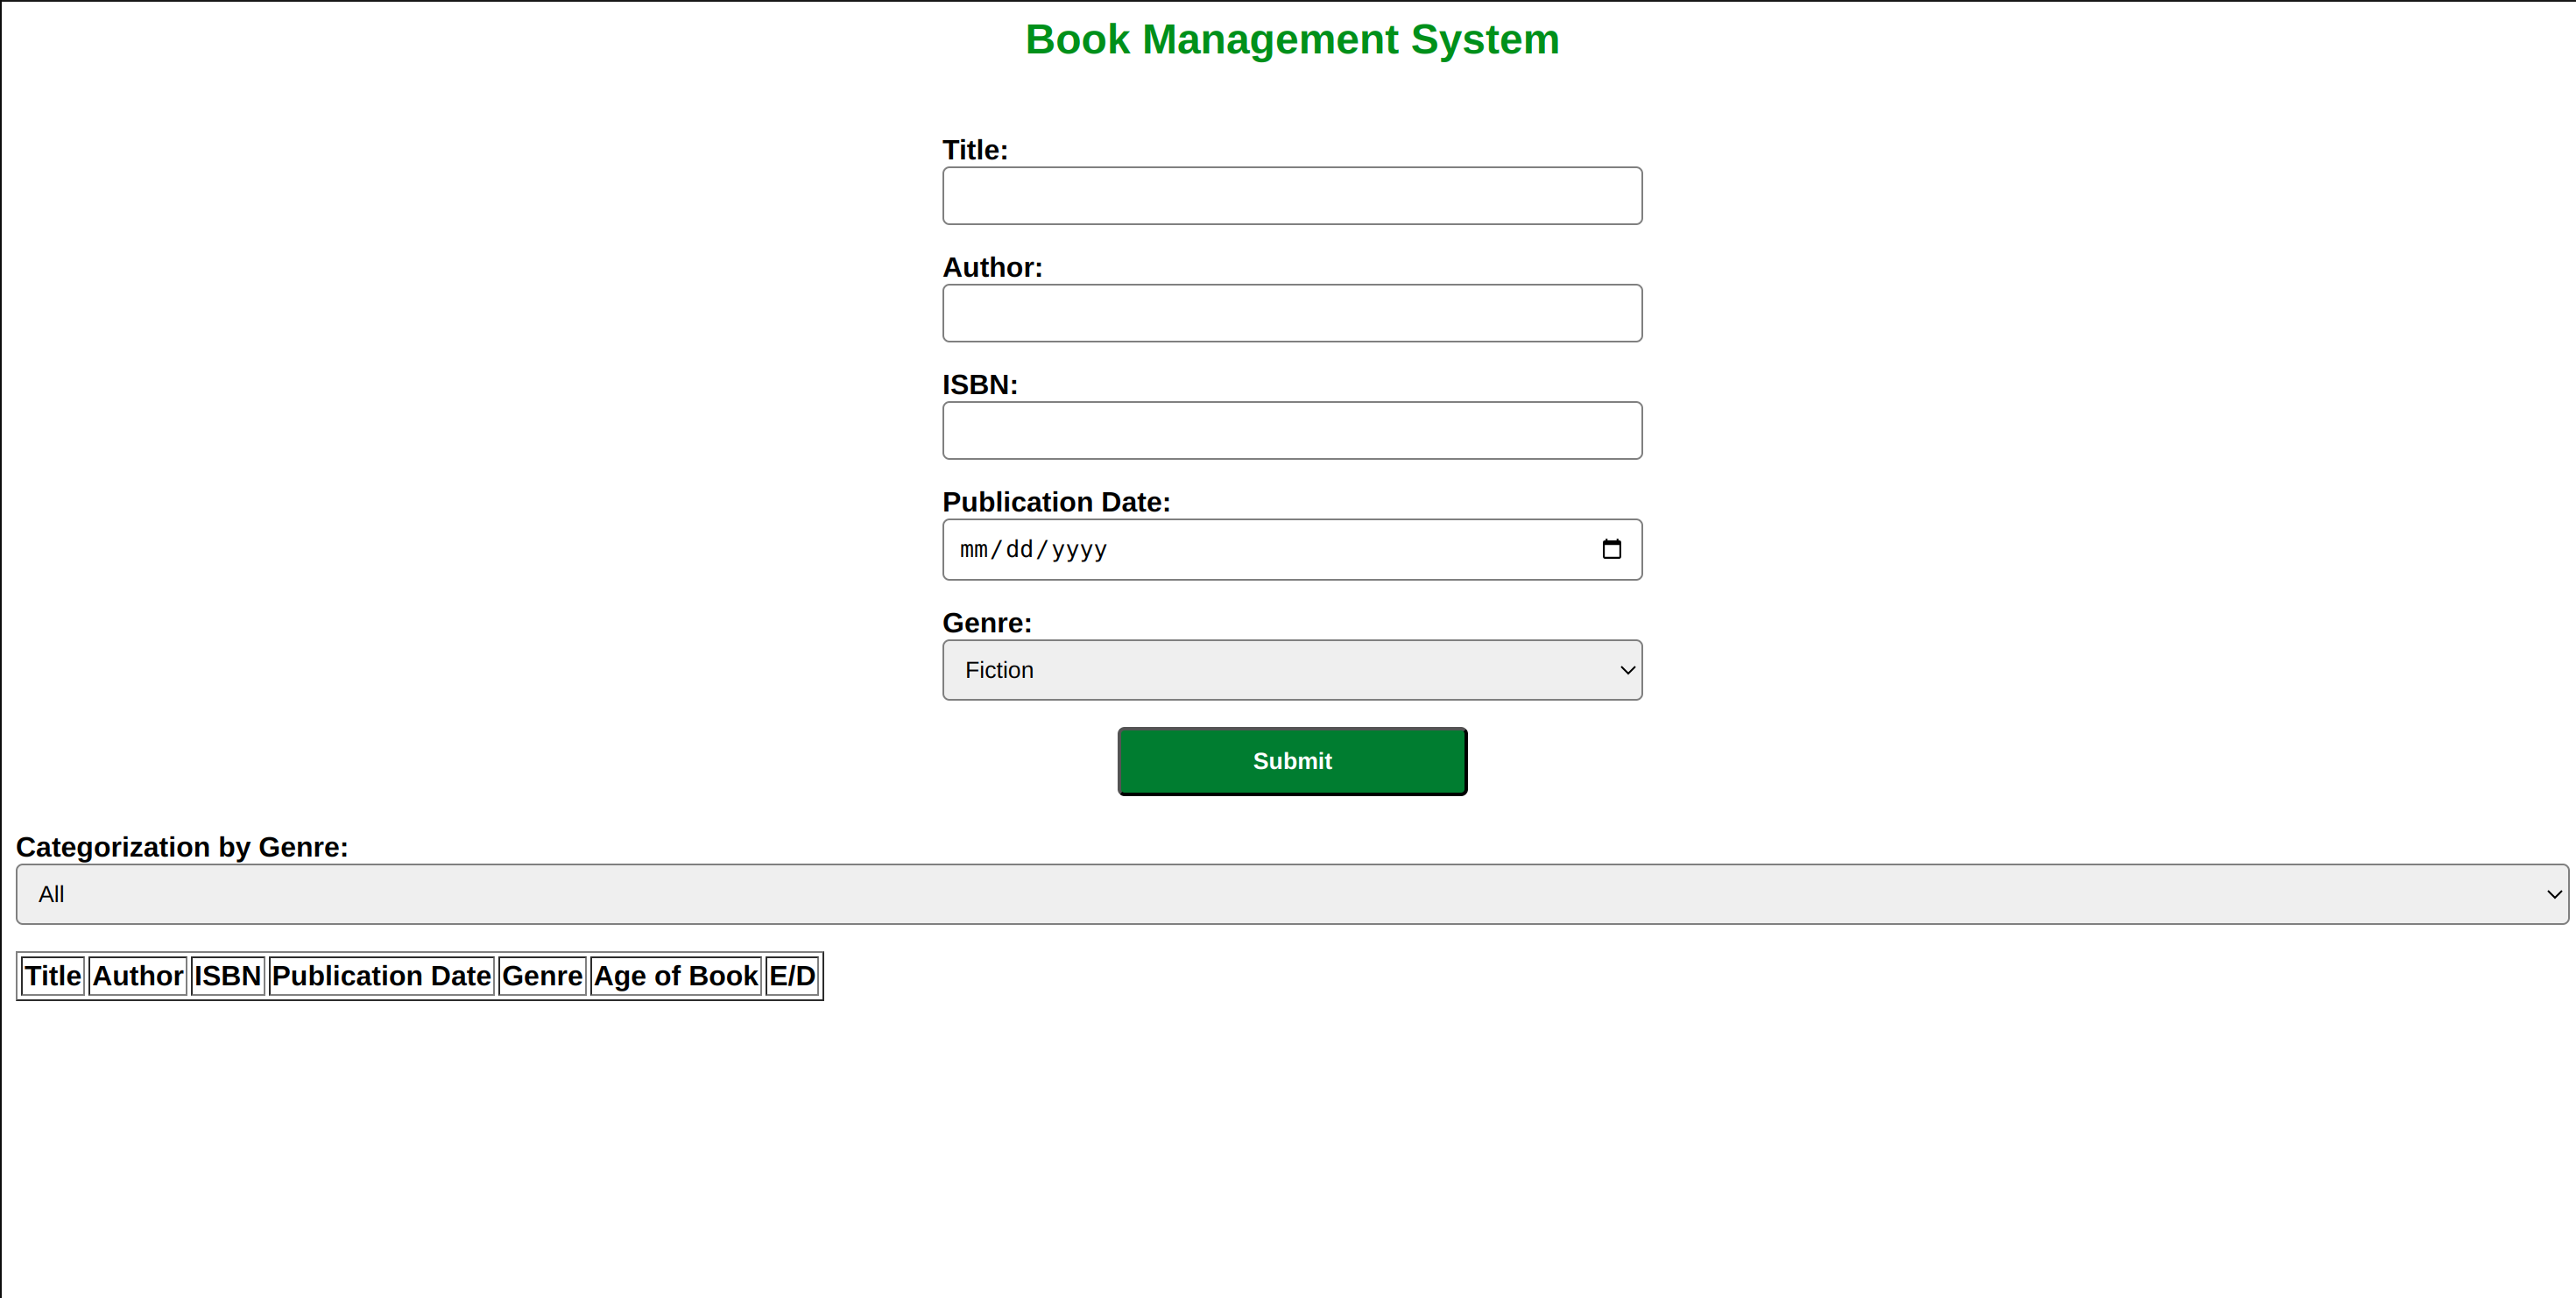 Book Management System
Title:
Author:
ISBN:
Publication Date:
mm/dd/yyyy
Genre:
Fiction
Submit
Categorization by Genre:
All
Title Author ISBN Publication Date Genre Age of Book E/D